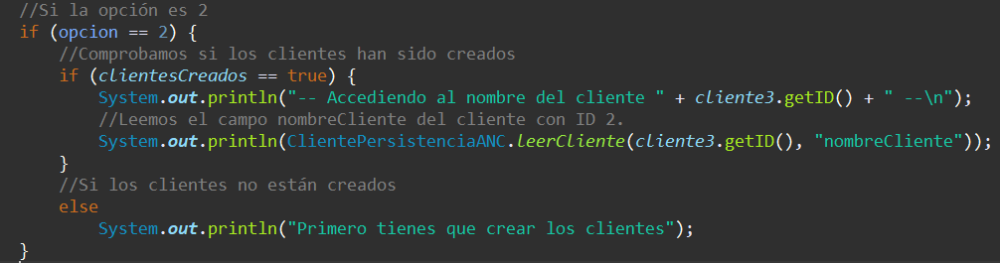 //Si la opción es 2
if (opcion == 2) {
//Comprobamos si los clientes han sido creados
if (clientesCreados == true) {
System.out.println("-- Accediendo al nombre del cliente " + cliente3.getID() + " --\n");
//Leemos el campo nombreCliente del cliente con ID 2.
System.out.println(ClientePersistenciaANC.leerCliente(cliente3.getID(), "nombreCliente"));
}
//Si los clientes no están creados
else
System.out.println("Primero tienes que crear los clientes");
}